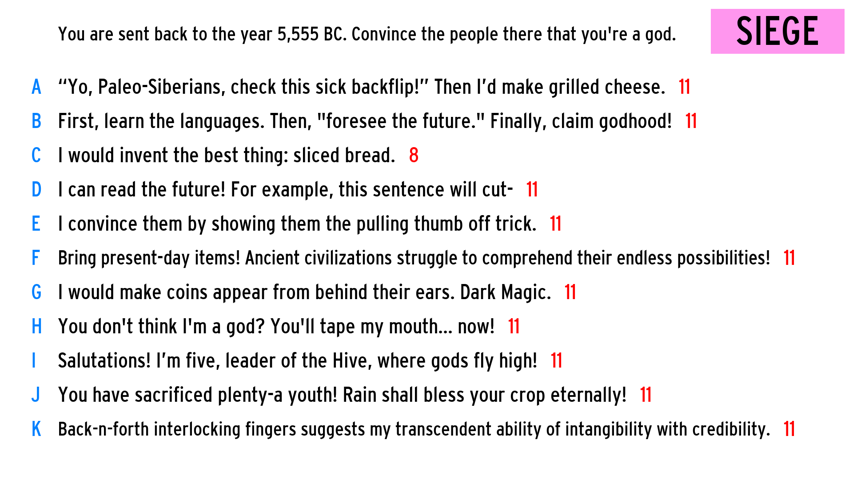 You are sent back to the year 5,555 BC. Convince the people there that you're a god.
SIEGE
A “Yo, Paleo-Siberians, check this sick backflip!” Then I’d make grilled cheese. 11
B First, learn the languages. Then, "foresee the future." Finally, claim godhood! 11
C I would invent the best thing: sliced bread. 8
D I can read the future! For example, this sentence will cut- 11
E I convince them by showing them the pulling thumb off trick. 11
F Bring present-day items! Ancient civilizations struggle to comprehend their endless possibilities! 11
G I would make coins appear from behind their ears. Dark Magic. 11
H You don't think I'm a god? You'll tape my mouth... now! 11
I Salutations! I’m five, leader of the Hive, where gods fly high! 11
J You have sacrificed plenty-a youth! Rain shall bless your crop eternally! 11
K Back-n-forth interlocking fingers suggests my transcendent ability of intangibility with credibility. 11